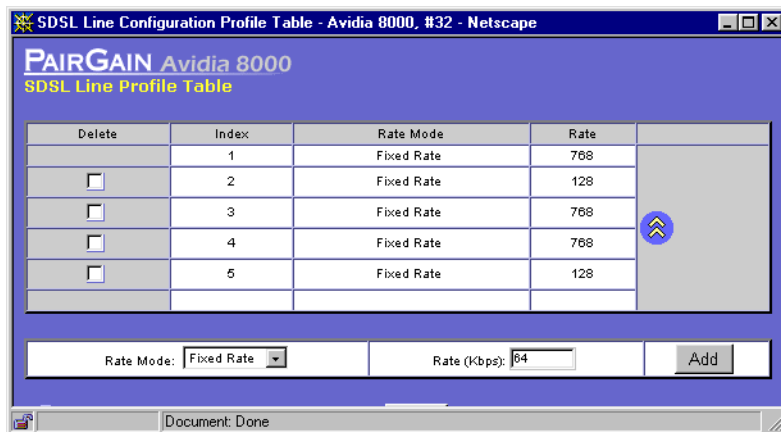 SDSL Line Configuration Profile Table - Avidia 8000, #32 - Netscape
PAIRGAIN Avidia 8000
SDSL Line Profile Table
Delete Index Rate Mode Rate
1 Fixed Rate 768
2 Fixed Rate 128
3 Fixed Rate 768
4 Fixed Rate 768
5 Fixed Rate 128
Rate Mode: Fixed Rate Rate (Kbps): 64 Add
Document: Done